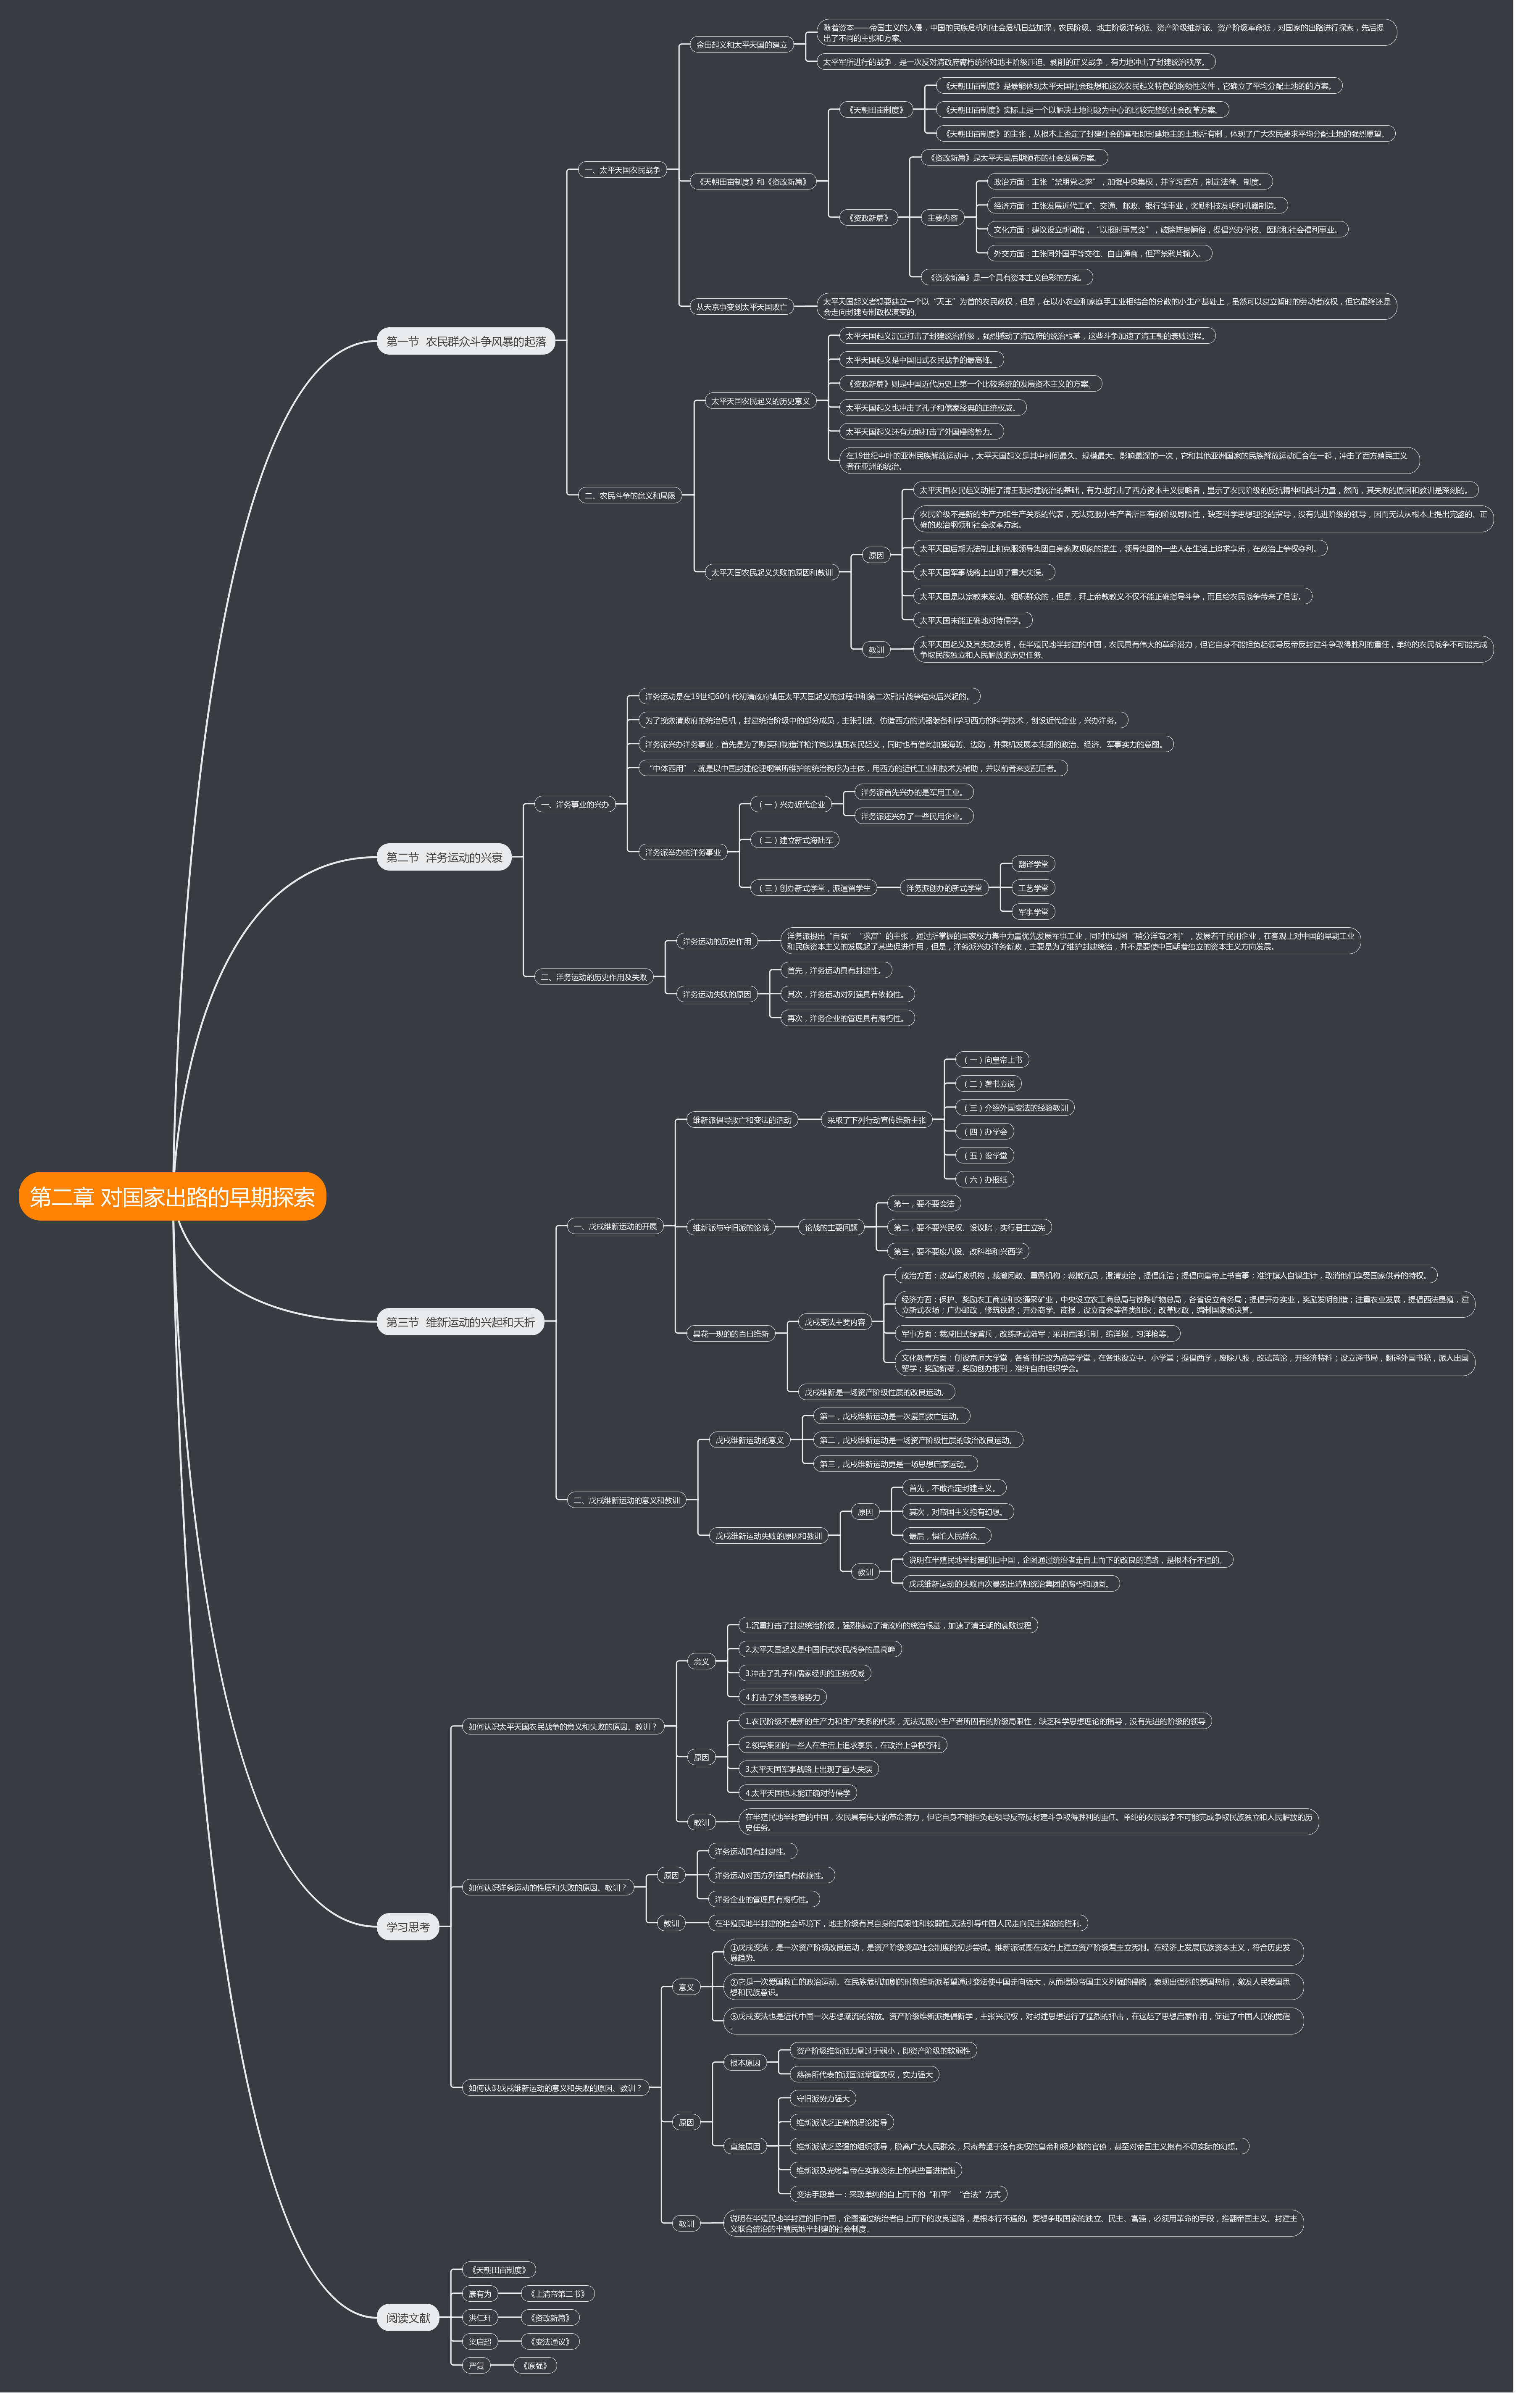 第二章 对国家出路的早期探索
第一节 农民群众斗争风暴的起落
一、太平天国农民战争
金田起义和太平天国的建立
随着资本——帝国主义的入侵，中国的民族危机和社会危机日益加深，农民阶级、地主阶级洋务派、资产阶级维新派、资产阶级革命派，对国家的出路进行探索，先后提
出了不同的主张和方案。
太平军所进行的战争，是一次反对清政府腐朽统治和地主阶级压迫、剥削的正义战争，有力地冲击了封建统治秩序。
《天朝田亩制度》和《资政新篇》
《天朝田亩制度》
《天朝田亩制度》是最能体现太平天国社会理想和这次农民起义特色的纲领性文件，它确立了平均分配土地的的方案。
《天朝田亩制度》实际上是一个以解决土地问题为中心的比较完整的社会改革方案。
《天朝田亩制度》的主张，从根本上否定了封建社会的基础即封建地主的土地所有制，体现了广大农民要求平均分配土地的强烈愿望。
《资政新篇》
《资政新篇》是太平天国后期颁布的社会发展方案。
主要内容
政治方面：主张“禁朋党之弊”，加强中央集权，并学习西方，制定法律、制度。
经济方面：主张发展近代工矿、交通、邮政、银行等事业，奖励科技发明和机器制造。
文化方面：建议设立新闻馆，“以报时事常变”，破除陈贵陋俗，提倡兴办学校、医院和社会福利事业。
外交方面：主张同外国平等交往、自由通商，但严禁鸦片输入。
《资政新篇》是一个具有资本主义色彩的方案。
从天京事变到太平天国败亡
太平天国起义者想要建立一个以“天王”为首的农民政权，但是，在以小农业和家庭手工业相结合的分散的小生产基础上，虽然可以建立暂时的劳动者政权，但它最终还是
会走向封建专制政权演变的。
二、农民斗争的意义和局限
太平天国农民起义的历史意义
太平天国起义沉重打击了封建统治阶级，强烈撼动了清政府的统治根基，这些斗争加速了清王朝的衰败过程。
太平天国起义是中国旧式农民战争的最高峰。
《资政新篇》则是中国近代历史上第一个比较系统的发展资本主义的方案。
太平天国起义也冲击了孔子和儒家经典的正统权威。
太平天国起义还有力地打击了外国侵略势力。
在19世纪中叶的亚洲民族解放运动中，太平天国起义是其中时间最久、规模最大、影响最深的一次，它和其他亚洲国家的民族解放运动汇合在一起，冲击了西方殖民主义
者在亚洲的统治。
太平天国农民起义失败的原因和教训
原因
太平天国农民起义动摇了清王朝封建统治的基础，有力地打击了西方资本主义侵略者，显示了农民阶级的反抗精神和战斗力量，然而，其失败的原因和教训是深刻的。
农民阶级不是新的生产力和生产关系的代表，无法克服小生产者所固有的阶级局限性，缺乏科学思想理论的指导，没有先进阶级的领导，因而无法从根本上提出完整的、正
确的政治纲领和社会改革方案。
太平天国后期无法制止和克服领导集团自身腐败现象的滋生，领导集团的一些人在生活上追求享乐，在政治上争权夺利。
太平天国军事战略上出现了重大失误。
太平天国是以宗教来发动、组织群众的，但是，拜上帝教教义不仅不能正确指导斗争，而且给农民战争带来了危害。
太平天国未能正确地对待儒学。
教训
太平天国起义及其失败表明，在半殖民地半封建的中国，农民具有伟大的革命潜力，但它自身不能担负起领导反帝反封建斗争取得胜利的重任，单纯的农民战争不可能完成
争取民族独立和人民解放的历史任务。
第二节 洋务运动的兴衰
一、洋务事业的兴办
洋务运动是在19世纪60年代初清政府镇压太平天国起义的过程中和第二次鸦片战争结束后兴起的。
为了挽救清政府的统治危机，封建统治阶级中的部分成员，主张引进、仿造西方的武器装备和学习西方的科学技术，创设近代企业，兴办洋务。
洋务派兴办洋务事业，首先是为了购买和制造洋枪洋炮以镇压农民起义，同时也有借此加强海防、边防，并乘机发展本集团的政治、经济、军事实力的意图。
“中体西用”，就是以中国封建伦理纲常所维护的统治秩序为主体，用西方的近代工业和技术为辅助，并以前者来支配后者。
洋务派举办的洋务事业
（一）兴办近代企业
洋务派首先兴办的是军用工业。
洋务派还兴办了一些民用企业。
（二）建立新式海陆军
（三）创办新式学堂，派遣留学生
洋务派创办的新式学堂
翻译学堂
工艺学堂
军事学堂
二、洋务运动的历史作用及失败
洋务运动的历史作用
洋务派提出“自强”“求富”的主张，通过所掌握的国家权力集中力量优先发展军事工业，同时也试图“稍分洋商之利”，发展若干民用企业，在客观上对中国的早期工业
和民族资本主义的发展起了某些促进作用，但是，洋务派兴办洋务新政，主要是为了维护封建统治，并不是要使中国朝着独立的资本主义方向发展。
洋务运动失败的原因
首先，洋务运动具有封建性。
其次，洋务运动对列强具有依赖性。
再次，洋务企业的管理具有腐朽性。
第三节 维新运动的兴起和夭折
一、戊戌维新运动的开展
维新派倡导救亡和变法的活动
采取了下列行动宣传维新主张
（一）向皇帝上书
（二）著书立说
（三）介绍外国变法的经验教训
（四）办学会
（五）设学堂
（六）办报纸
维新派与守旧派的论战
论战的主要问题
第一，要不要变法
第二，要不要兴民权、设议院，实行君主立宪
第三，要不要废八股、改科举和兴西学
昙花一现的的百日维新
戊戌变法主要内容
政治方面：改革行政机构，裁撤闲散、重叠机构；裁撤冗员，澄清吏治，提倡廉洁；提倡向皇帝上书言事；准许旗人自谋生计，取消他们享受国家供养的特权。
经济方面：保护、奖励农工商业和交通采矿业，中央设立农工商总局与铁路矿物总局，各省设立商务局；提倡开办实业，奖励发明创造；注重农业发展，提倡西法垦殖，建
立新式农场；广办邮政，修筑铁路；开办商学、商报，设立商会等各类组织；改革财政，编制国家预决算。
军事方面：裁减旧式绿营兵，改练新式陆军；采用西洋兵制，练洋操，习洋枪等。
文化教育方面：创设京师大学堂，各省书院改为高等学堂，在各地设立中、小学堂；提倡西学，废除八股，改试策论，开经济特科；设立译书局，翻译外国书籍，派人出国
留学；奖励新著，奖励创办报刊，准许自由组织学会。
戊戌维新是一场资产阶级性质的改良运动。
二、戊戌维新运动的意义和教训
戊戌维新运动的意义
第一，戊戌维新运动是一次爱国救亡运动。
第二，戊戌维新运动是一场资产阶级性质的政治改良运动。
第三，戊戌维新运动更是一场思想启蒙运动。
戊戌维新运动失败的原因和教训
原因
首先，不敢否定封建主义。
其次，对帝国主义抱有幻想。
最后，惧怕人民群众。
教训
说明在半殖民地半封建的旧中国，企图通过统治者走自上而下的改良的道路，是根本行不通的。
戊戌维新运动的失败再次暴露出清朝统治集团的腐朽和顽固。
学习思考
如何认识太平天国农民战争的意义和失败的原因、教训？
意义
1.沉重打击了封建统治阶级，强烈撼动了清政府的统治根基，加速了清王朝的衰败过程
2.太平天国起义是中国旧式农民战争的最高峰
3.冲击了孔子和儒家经典的正统权威
4.打击了外国侵略势力
原因
1.农民阶级不是新的生产力和生产关系的代表，无法克服小生产者所固有的阶级局限性，缺乏科学思想理论的指导，没有先进的阶级的领导
2.领导集团的一些人在生活上追求享乐，在政治上争权夺利
3.太平天国军事战略上出现了重大失误
4.太平天国也未能正确对待儒学
教训
在半殖民地半封建的中国，农民具有伟大的革命潜力，但它自身不能担负起领导反帝反封建斗争取得胜利的重任。单纯的农民战争不可能完成争取民族独立和人民解放的历
史任务。
如何认识洋务运动的性质和失败的原因、教训？
原因
洋务运动具有封建性。
洋务运动对西方列强具有依赖性。
洋务企业的管理具有腐朽性。
教训
在半殖民地半封建的社会环境下，地主阶级有其自身的局限性和软弱性,无法引导中国人民走向民主解放的胜利.
如何认识戊戌维新运动的意义和失败的原因、教训？
意义
①戊戌变法，是一次资产阶级改良运动，是资产阶级变革社会制度的初步尝试。维新派试图在政治上建立资产阶级君主立宪制。在经济上发展民族资本主义，符合历史发
展趋势。
②它是一次爱国救亡的政治运动。在民族危机加剧的时刻维新派希望通过变法使中国走向强大，从而摆脱帝国主义列强的侵略，表现出强烈的爱国热情，激发人民爱国思
想和民族意识。
③戊戌变法也是近代中国一次思想潮流的解放。资产阶级维新派提倡新学，主张兴民权，对封建思想进行了猛烈的抨击，在这起了思想启蒙作用，促进了中国人民的觉醒
。
原因
根本原因
资产阶级维新派力量过于弱小，即资产阶级的软弱性
慈禧所代表的顽固派掌握实权，实力强大
直接原因
守旧派势力强大
维新派缺乏正确的理论指导
维新派缺乏坚强的组织领导，脱离广大人民群众，只寄希望于没有实权的皇帝和极少数的官僚，甚至对帝国主义抱有不切实际的幻想。
维新派及光绪皇帝在实施变法上的某些冒进措施
变法手段单一：采取单纯的自上而下的“和平”“合法”方式
教训
说明在半殖民地半封建的旧中国，企图通过统治者自上而下的改良道路，是根本行不通的。要想争取国家的独立、民主、富强，必须用革命的手段，推翻帝国主义、封建主
义联合统治的半殖民地半封建的社会制度。
阅读文献
《天朝田亩制度》
康有为
《上清帝第二书》
洪仁玕
《资政新篇》
梁启超
《变法通议》
严复
《原强》